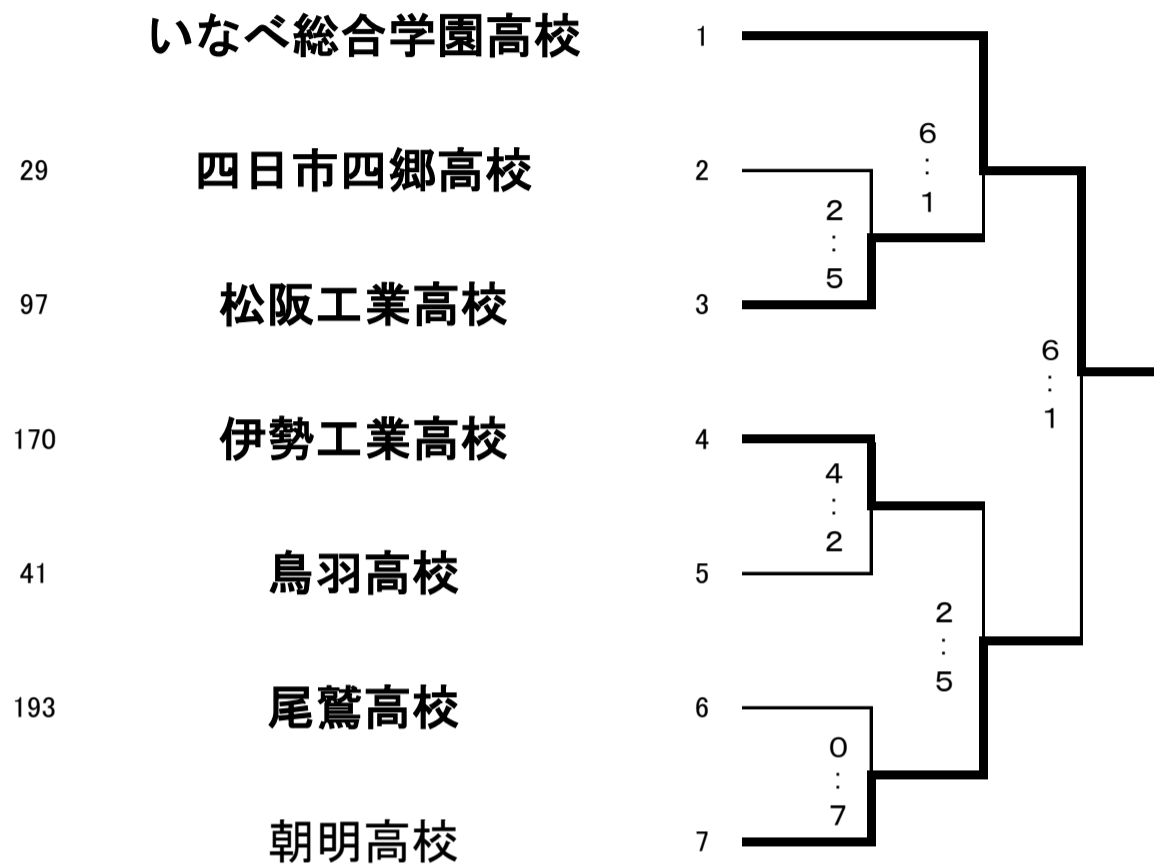 いなべ総合学園高校 1
29 四日市四郷高校 2
97 松阪工業高校 3
170 伊勢工業高校 4
41 鳥羽高校 5
193 尾鷲高校 6
朝明高校 7
2:5
4:2
0:7
6:1
2:5
6:1